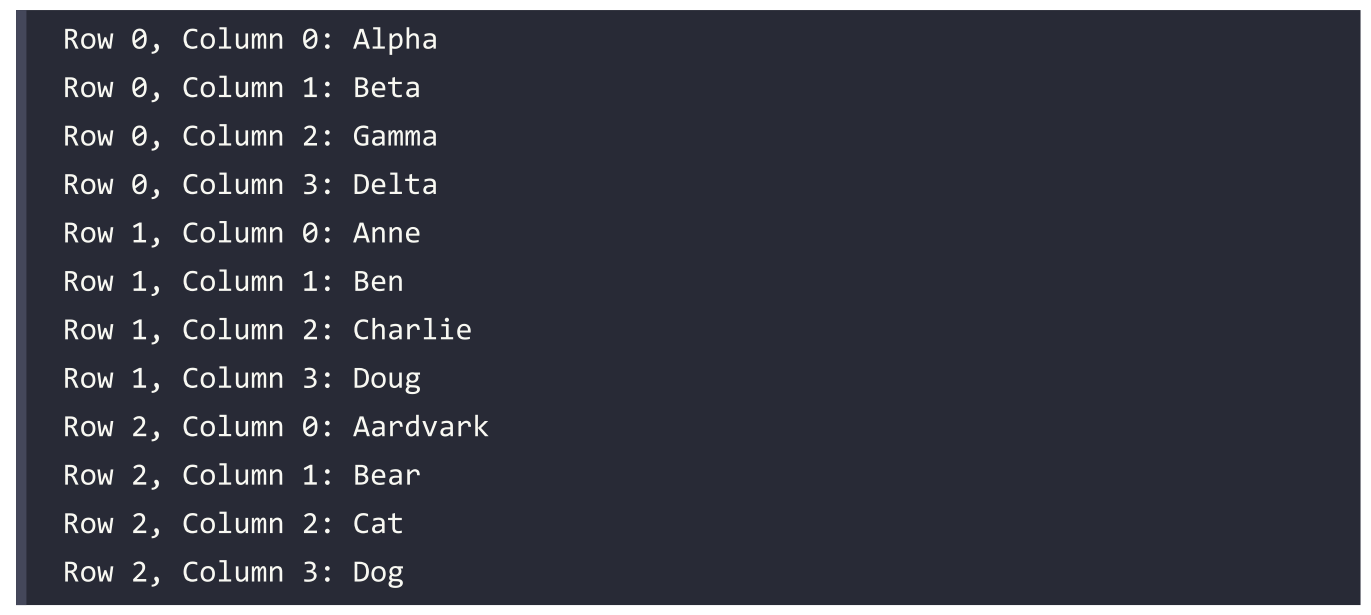 Row 0, Column 0: Alpha
Row 0, Column 1: Beta
Row 0, Column 2: Gamma
Row 0, Column 3: Delta
Row 1, Column 0: Anne
Row 1, Column 1: Ben
Row 1, Column 2: Charlie
Row 1, Column 3: Doug
Row 2, Column 0: Aardvark
Row 2, Column 1: Bear
Row 2, Column 2: Cat
Row 2, Column 3: Dog